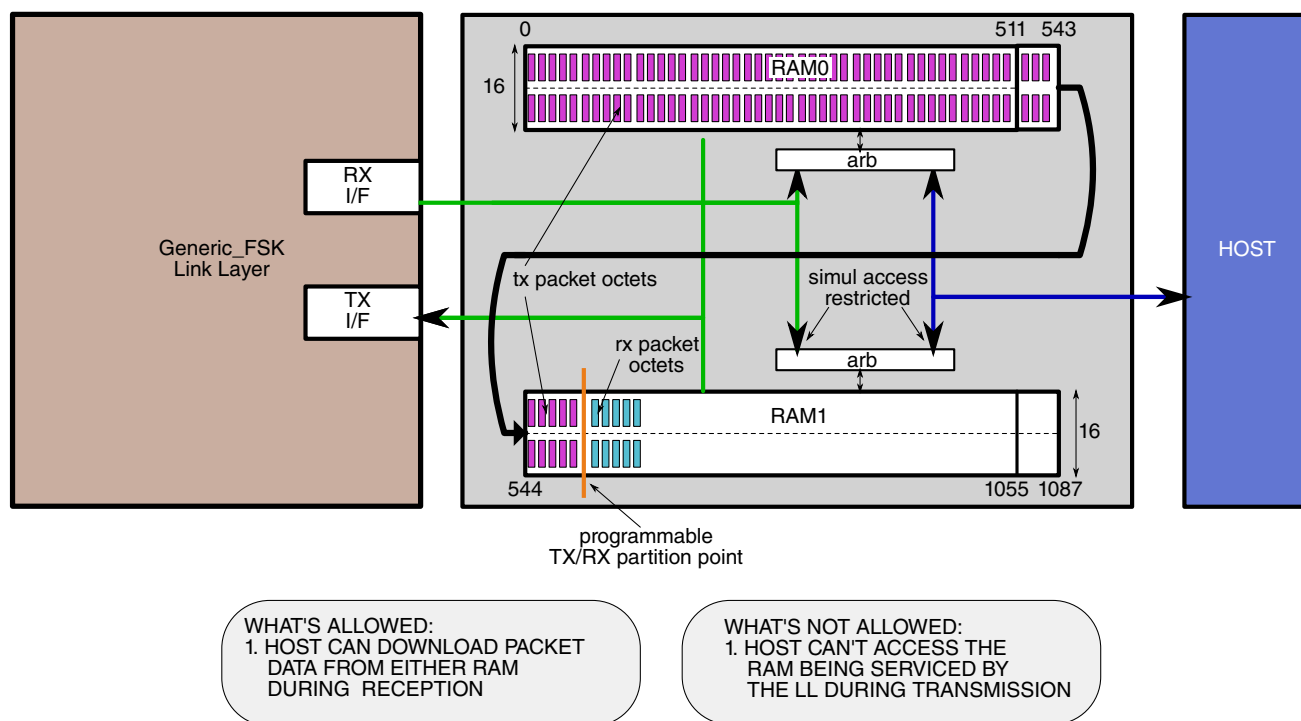 0
511
543
RAM0
16
arb
RX
I/F
Generic_FSK
Link Layer
HOST
tx packet octets
simul access
restricted
TX
I/F
rx packet
octets
arb
RAM1
16
544
1055
1087
programmable
TX/RX partition point
WHAT'S ALLOWED:
1. HOST CAN DOWNLOAD PACKET
DATA FROM EITHER RAM
DURING RECEPTION
WHAT'S NOT ALLOWED:
1. HOST CAN'T ACCESS THE
RAM BEING SERVICED BY
THE LL DURING TRANSMISSION